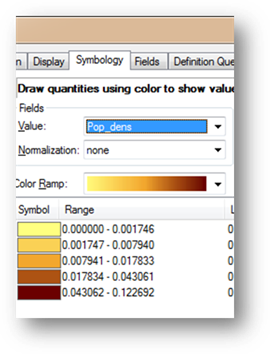 Display Symbology Fields Definition Que
Draw quantities using color to show value
Fields
Value: Pop_dens
Normalization: none
Color Ramp:
Symbol Range
0.000000 - 0.001746 0
0.001747 - 0.007940 0
0.007941 - 0.017833 0
0.017834 - 0.043061 0
0.043062 - 0.122692 0